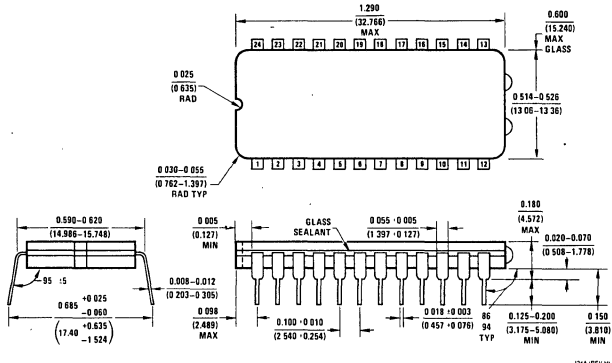 1.290
(32.766)
MAX
0.600
(15.240)
MAX
GLASS
24 23 22 21 20 19 18 17 16 15 14 13
0 025
(0 635)
RAD
0 514–0 526
(13 06–13 36)
1 2 3 4 5 6 7 8 9 10 11 12
0 030–0 055
(0 762–1.397)
RAD TYP
0.590–0 620
(14.986–15.748)
0 005
(0.127)
MIN
GLASS
SEALANT
0 055 ±0 005
(1 397 ±0 127)
0.180
(4.572)
MAX
0.020–0.070
(0 508–1.778)
95 ±5
0.008–0.012
(0 203–0 305)
0 685 +0 025
–0 060
(17.40 +0.635
–1 524)
0 098
(2.489)
MAX
0.100 ±0 010
(2 540 ±0.254)
0 018 ±0 003
(0 457 ±0 076)
86
94
TYP
0.125–0.200
(3.175–5.080)
MIN
0 150
(3.810)
MIN